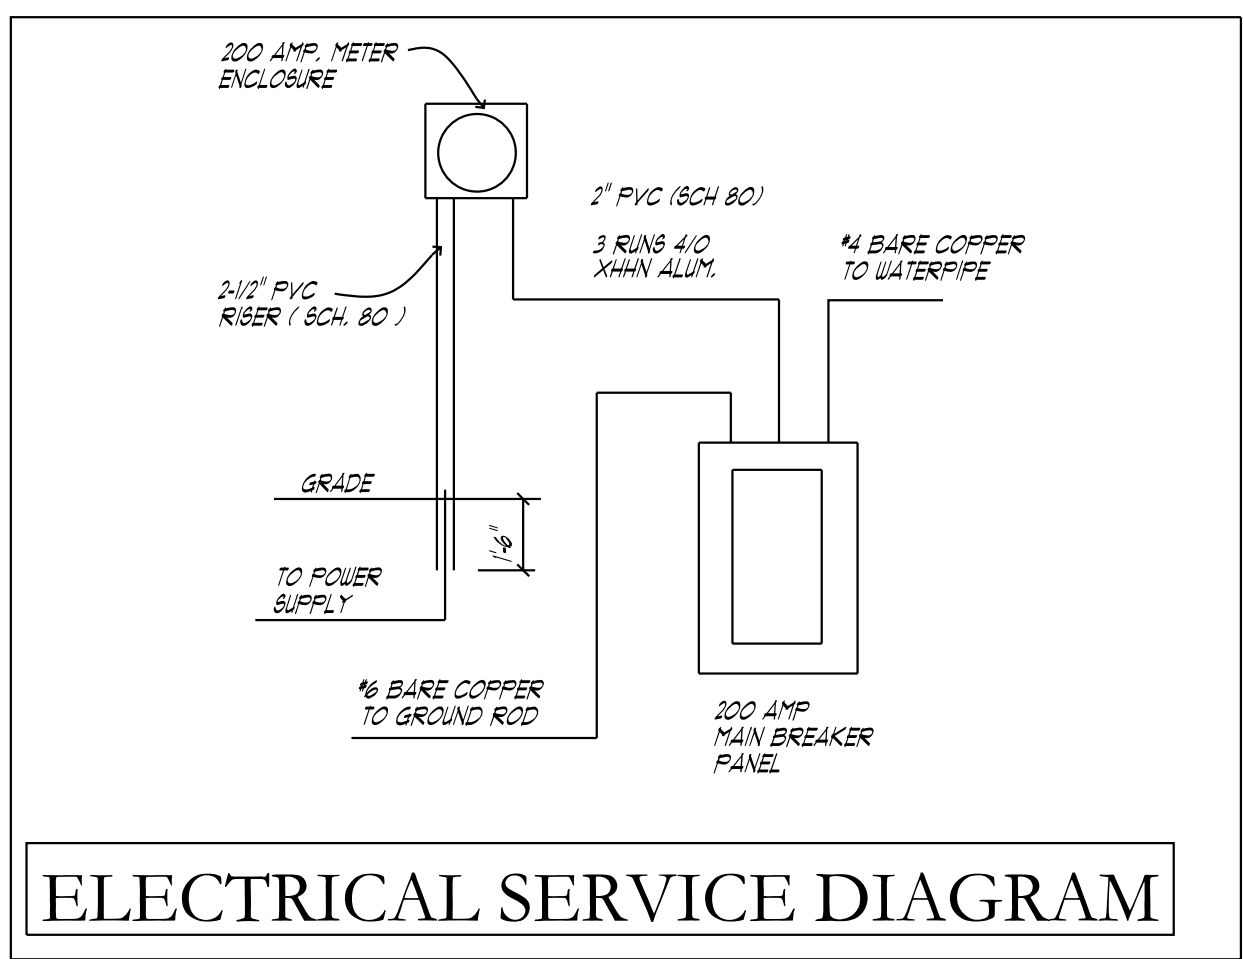 200 AMP. METER
ENCLOSURE
2" PVC (SCH 80)
3 RUNS 4/0
XHHN ALUM.
#4 BARE COPPER
TO WATERPIPE
2-1/2" PVC
RISER ( SCH. 80 )
GRADE
1'-6"
TO POWER
SUPPLY
#6 BARE COPPER
TO GROUND ROD
200 AMP
MAIN BREAKER
PANEL
ELECTRICAL SERVICE DIAGRAM